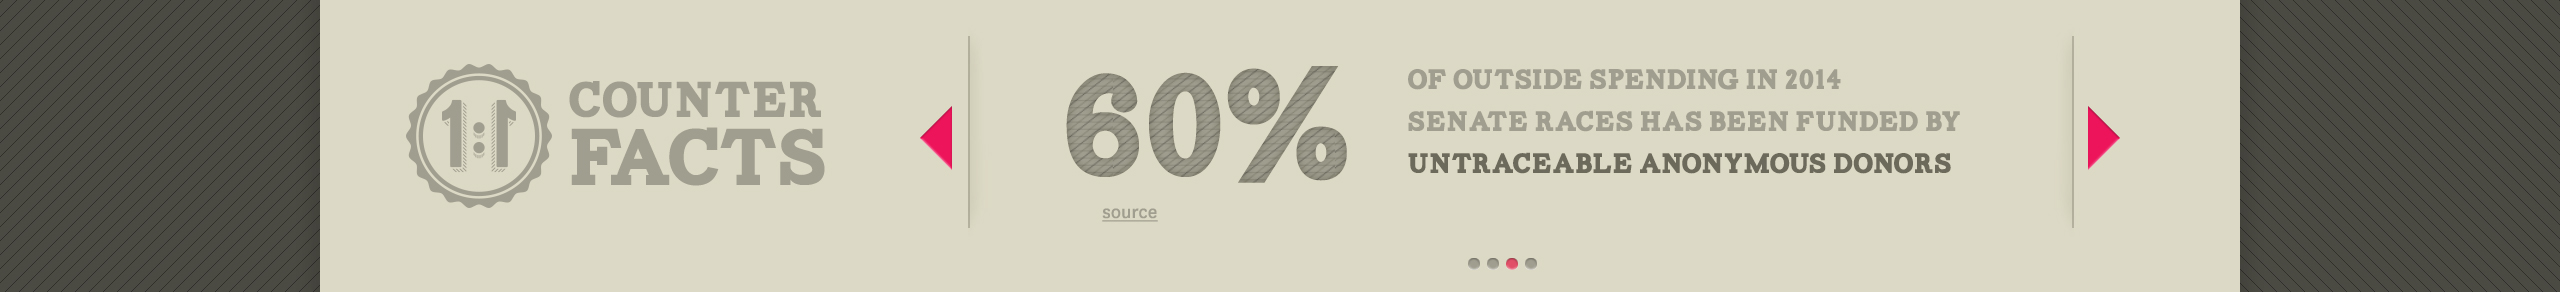 1:1
COUNTER
FACTS
60%
OF OUTSIDE SPENDING IN 2014
SENATE RACES HAS BEEN FUNDED BY
UNTRACEABLE ANONYMOUS DONORS
source